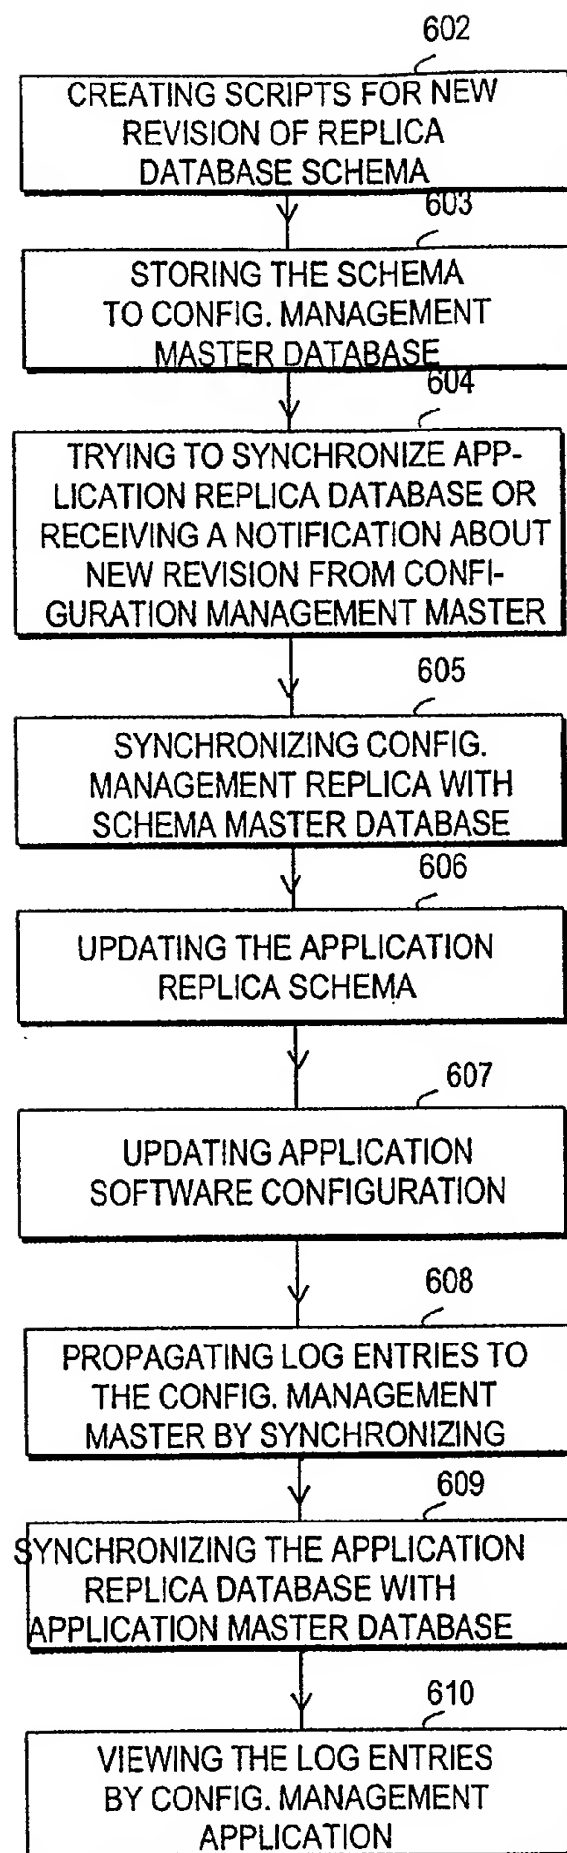 602
CREATING SCRIPTS FOR NEW
REVISION OF REPLICA
DATABASE SCHEMA
603
STORING THE SCHEMA
TO CONFIG. MANAGEMENT
MASTER DATABASE
604
TRYING TO SYNCHRONIZE APP-
LICATION REPLICA DATABASE OR
RECEIVING A NOTIFICATION ABOUT
NEW REVISION FROM CONFI-
GURATION MANAGEMENT MASTER
605
SYNCHRONIZING CONFIG.
MANAGEMENT REPLICA WITH
SCHEMA MASTER DATABASE
606
UPDATING THE APPLICATION
REPLICA SCHEMA
607
UPDATING APPLICATION
SOFTWARE CONFIGURATION
608
PROPAGATING LOG ENTRIES TO
THE CONFIG. MANAGEMENT
MASTER BY SYNCHRONIZING
609
SYNCHRONIZING THE APPLICATION
REPLICA DATABASE WITH
APPLICATION MASTER DATABASE
610
VIEWING THE LOG ENTRIES
BY CONFIG. MANAGEMENT
APPLICATION